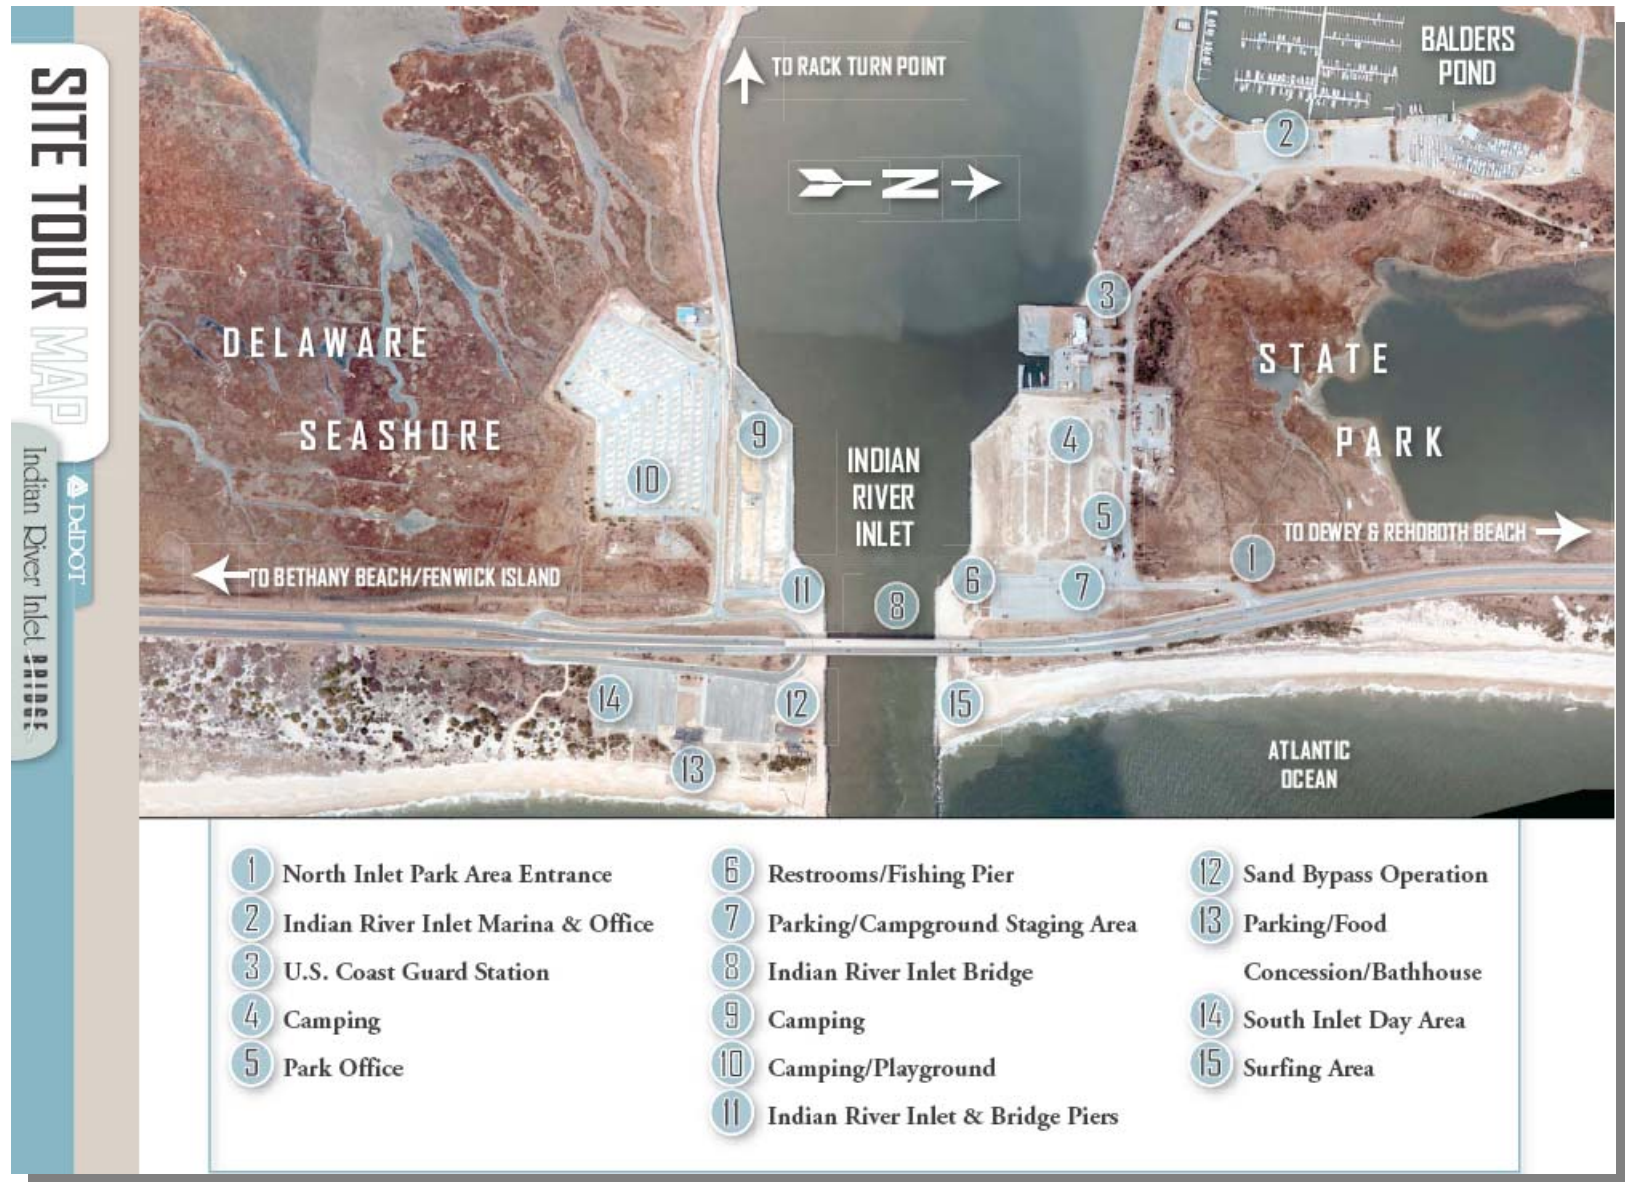 SITE TOUR MAP
DelDOT
Indian River Inlet BRIDGE
TO RACK TURN POINT
BALDERS
POND
2
N
3
DELAWARE
SEASHORE
STATE
PARK
9
4
10
INDIAN
RIVER
INLET
5
TO DEWEY & REHOBOTH BEACH
1
TO BETHANY BEACH/FENWICK ISLAND
11
8
6
7
14
12
15
13
ATLANTIC
OCEAN
1 North Inlet Park Area Entrance
2 Indian River Inlet Marina & Office
3 U.S. Coast Guard Station
4 Camping
5 Park Office
6 Restrooms/Fishing Pier
7 Parking/Campground Staging Area
8 Indian River Inlet Bridge
9 Camping
10 Camping/Playground
11 Indian River Inlet & Bridge Piers
12 Sand Bypass Operation
13 Parking/Food
Concession/Bathhouse
14 South Inlet Day Area
15 Surfing Area